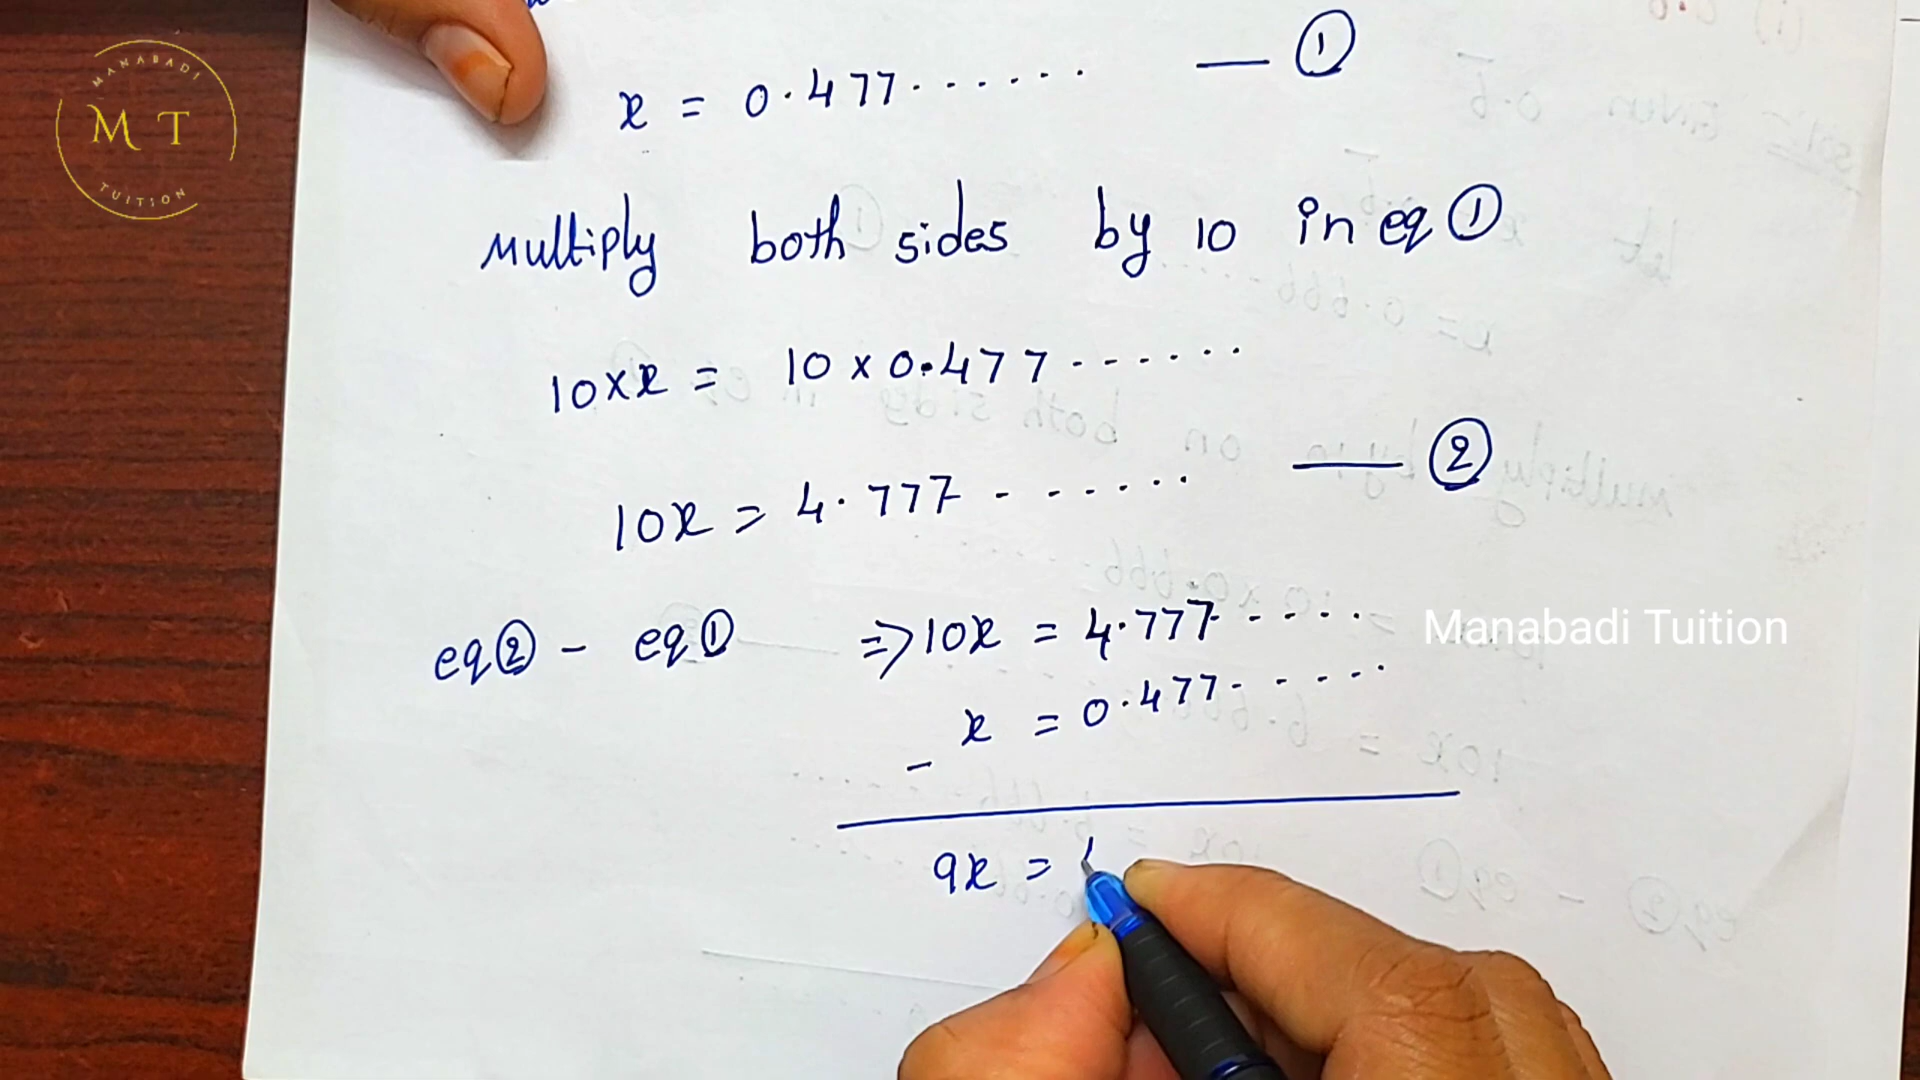 MANABADI
M T
TUITION
x = 0.477....... — ①
Multiply both sides by 10 in eq ①
10 × x = 10 × 0.477.......
10x = 4.777 ....... — ②
eq② - eq① ⇒ 10x = 4.777.....
Manabadi Tuition
x = 0.477......
-
9x =